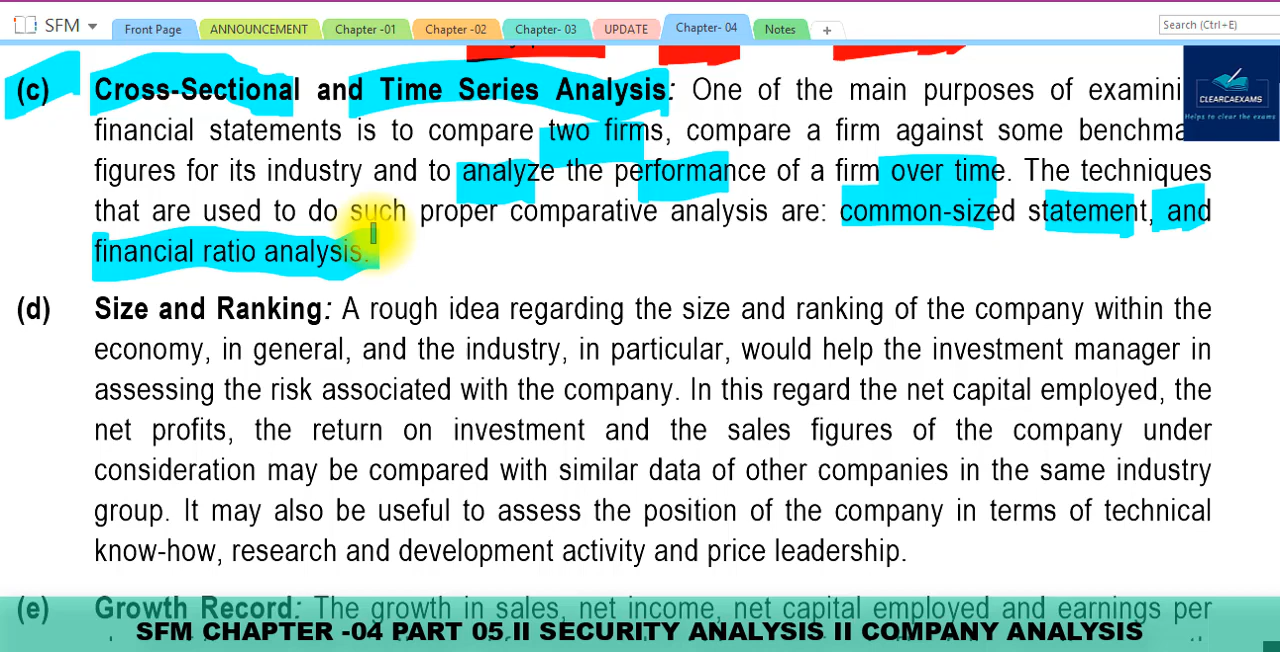 SFM
Front Page
ANNOUNCEMENT
Chapter -01
Chapter -02
Chapter- 03
UPDATE
Chapter- 04
Notes
+
Search (Ctrl+E)
CLEARCAEXAMS
Helps to clear the exams
(c) Cross-Sectional and Time Series Analysis: One of the main purposes of examini
financial statements is to compare two firms, compare a firm against some benchma
figures for its industry and to analyze the performance of a firm over time. The techniques
that are used to do such proper comparative analysis are: common-sized statement, and
financial ratio analysis.
(d) Size and Ranking: A rough idea regarding the size and ranking of the company within the
economy, in general, and the industry, in particular, would help the investment manager in
assessing the risk associated with the company. In this regard the net capital employed, the
net profits, the return on investment and the sales figures of the company under
consideration may be compared with similar data of other companies in the same industry
group. It may also be useful to assess the position of the company in terms of technical
know-how, research and development activity and price leadership.
(e) Growth Record: The growth in sales, net income, net capital employed and earnings per
SFM CHAPTER -04 PART 05 II SECURITY ANALYSIS II COMPANY ANALYSIS